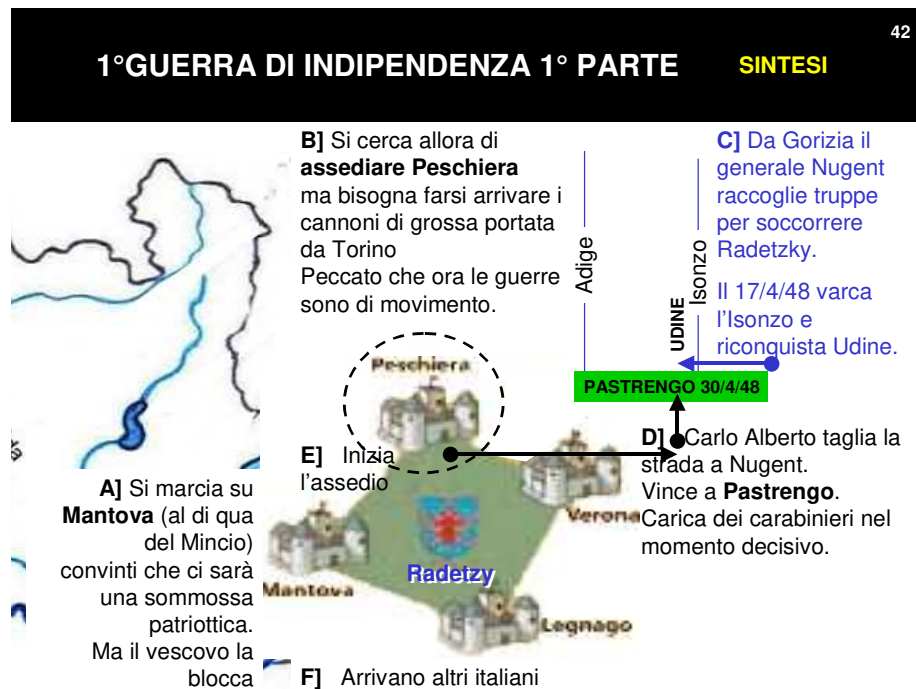 42
1°GUERRA DI INDIPENDENZA 1° PARTE
SINTESI
B] Si cerca allora di
assediare Peschiera
ma bisogna farsi arrivare i
cannoni di grossa portata
da Torino
Peccato che ora le guerre
sono di movimento.
Adige
UDINE
Isonzo
C] Da Gorizia il
generale Nugent
raccoglie truppe
per soccorrere
Radetzky.
Il 17/4/48 varca
l'Isonzo e
riconquista Udine.
Peschiera
PASTRENGO 30/4/48
E] Inizia
l'assedio
D] Carlo Alberto taglia la
strada a Nugent.
Vince a Pastrengo.
Carica dei carabinieri nel
momento decisivo.
A] Si marcia su
Mantova (al di qua
del Mincio)
convinti che ci sarà
una sommossa
patriottica.
Ma il vescovo la
blocca
Verona
Radetzy
Mantova
Legnago
F] Arrivano altri italiani